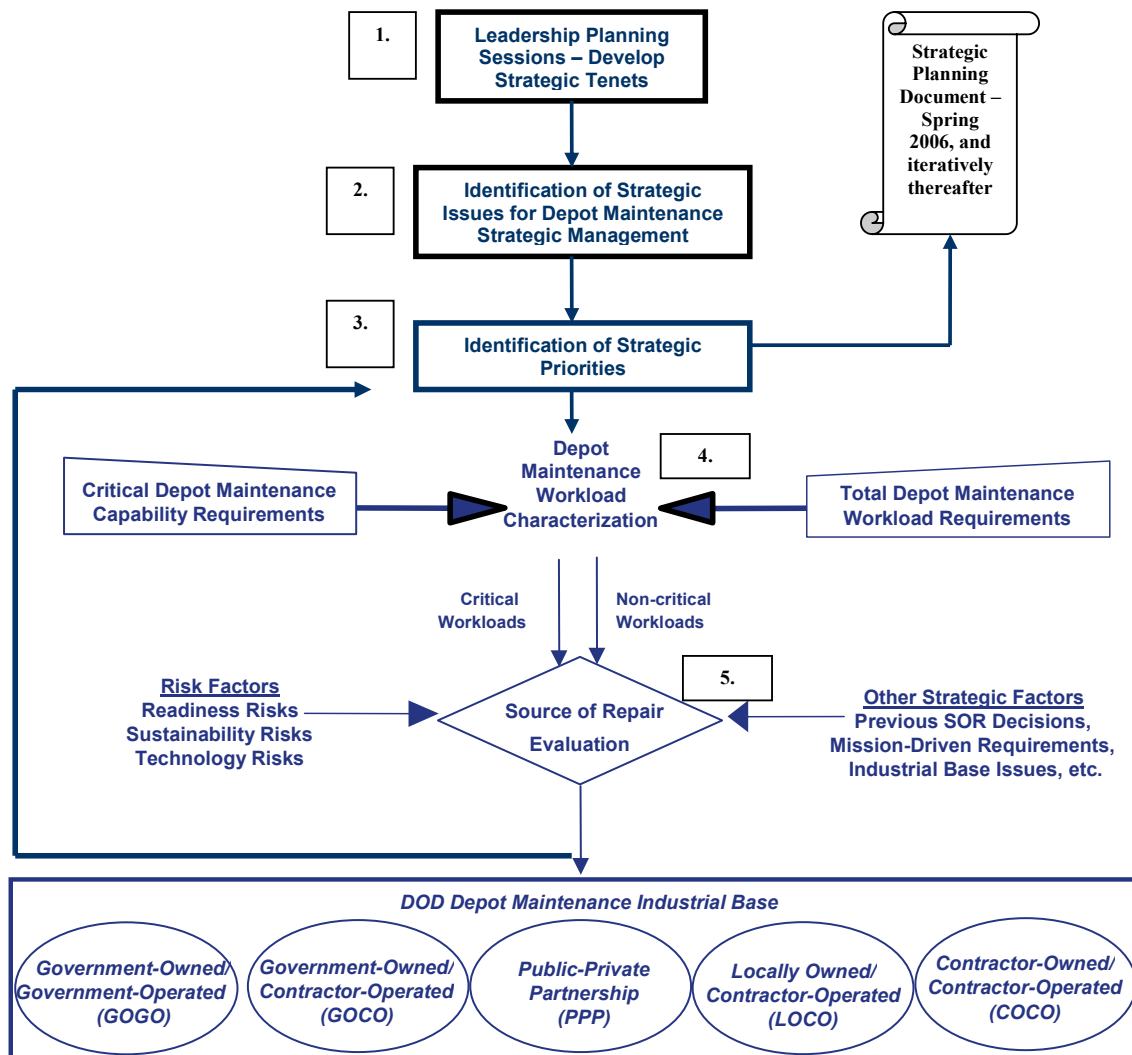 1.
Leadership Planning
Sessions – Develop
Strategic Tenets
Strategic
Planning
Document –
Spring
2006, and
iteratively
thereafter
2.
Identification of Strategic
Issues for Depot Maintenance
Strategic Management
3.
Identification of Strategic
Priorities
4.
Depot
Maintenance
Workload
Characterization
Critical Depot Maintenance
Capability Requirements
Total Depot Maintenance
Workload Requirements
Critical
Workloads
Non-critical
Workloads
5.
Source of Repair
Evaluation
Risk Factors
Readiness Risks
Sustainability Risks
Technology Risks
Other Strategic Factors
Previous SOR Decisions,
Mission-Driven Requirements,
Industrial Base Issues, etc.
DOD Depot Maintenance Industrial Base
Government-Owned/
Government-Operated
(GOGO)
Government-Owned/
Contractor-Operated
(GOCO)
Public-Private
Partnership
(PPP)
Locally Owned/
Contractor-Operated
(LOCO)
Contractor-Owned/
Contractor-Operated
(COCO)